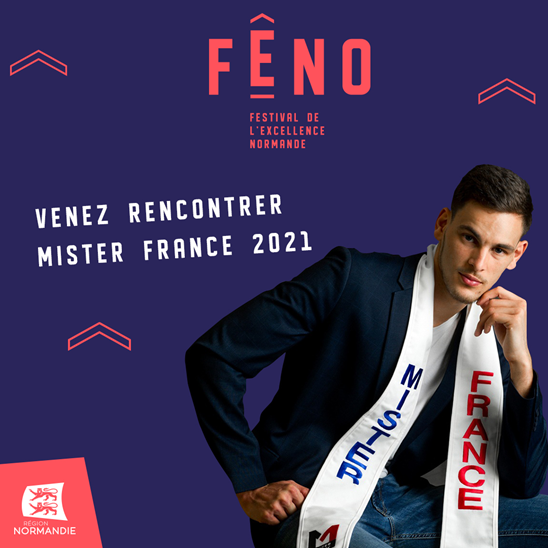 FÊNO
FESTIVAL DE
L'EXCELLENCE
NORMANDE
VENEZ RENCONTRER
MISTER FRANCE 2021
MISTER
FRANCE
RÉGION
NORMANDIE